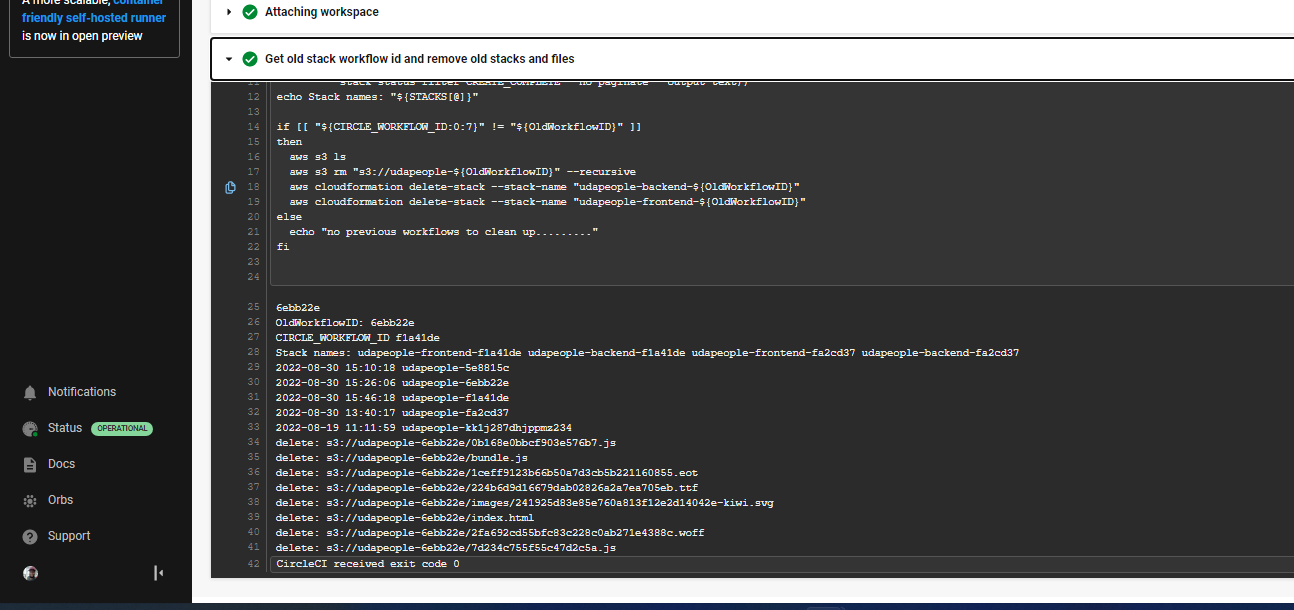 A more scalable, container
friendly self-hosted runner
is now in open preview
Notifications
Status OPERATIONAL
Docs
Orbs
Support
Attaching workspace
Get old stack workflow id and remove old stacks and files
12 echo Stack names: "${STACKS[@]}"
13
14 if [[ "${CIRCLE_WORKFLOW_ID:0:7}" != "${OldWorkflowID}" ]]
15 then
16 aws s3 ls
17 aws s3 rm "s3://udapeople-${OldWorkflowID}" --recursive
18 aws cloudformation delete-stack --stack-name "udapeople-backend-${OldWorkflowID}"
19 aws cloudformation delete-stack --stack-name "udapeople-frontend-${OldWorkflowID}"
20 else
21 echo "no previous workflows to clean up........."
22 fi
23
24
25 6ebb22e
26 OldWorkflowID: 6ebb22e
27 CIRCLE_WORKFLOW_ID f1a41de
28 Stack names: udapeople-frontend-f1a41de udapeople-backend-f1a41de udapeople-frontend-fa2cd37 udapeople-backend-fa2cd37
29 2022-08-30 15:10:18 udapeople-5e8815c
30 2022-08-30 15:26:06 udapeople-6ebb22e
31 2022-08-30 15:46:18 udapeople-f1a41de
32 2022-08-30 13:40:17 udapeople-fa2cd37
33 2022-08-19 11:11:59 udapeople-kk1j287dhjppmz234
34 delete: s3://udapeople-6ebb22e/0b168e0bbcf903e576b7.js
35 delete: s3://udapeople-6ebb22e/bundle.js
36 delete: s3://udapeople-6ebb22e/1ceff9123b66b50a7d3cb5b221160855.eot
37 delete: s3://udapeople-6ebb22e/224b6d9d16679dab02826a2a7ea705eb.ttf
38 delete: s3://udapeople-6ebb22e/images/241925d83e85e760a813f12e2d14042e-kiwi.svg
39 delete: s3://udapeople-6ebb22e/index.html
40 delete: s3://udapeople-6ebb22e/2fa692cd55bfc83c228c0ab271e4388c.woff
41 delete: s3://udapeople-6ebb22e/7d234c755f55c47d2c5a.js
42 CircleCI received exit code 0